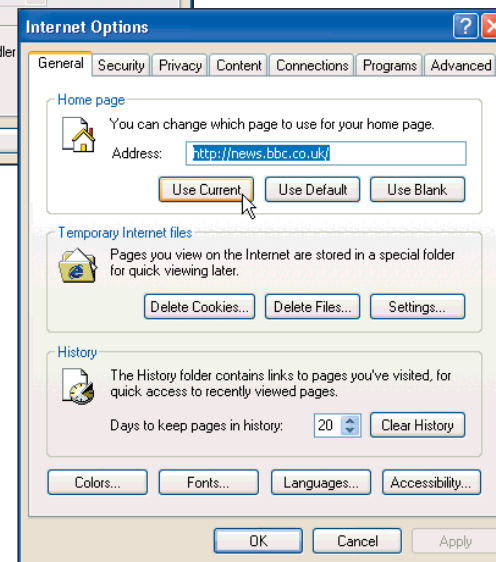 Internet Options
dler
General Security Privacy Content Connections Programs Advanced
Home page
You can change which page to use for your home page.
Address: http://news.bbc.co.uk/
Use Current Use Default Use Blank
Temporary Internet files
Pages you view on the Internet are stored in a special folder
for quick viewing later.
Delete Cookies... Delete Files... Settings...
History
The History folder contains links to pages you've visited, for
quick access to recently viewed pages.
Days to keep pages in history: 20 Clear History
Colors... Fonts... Languages... Accessibility...
OK Cancel Apply